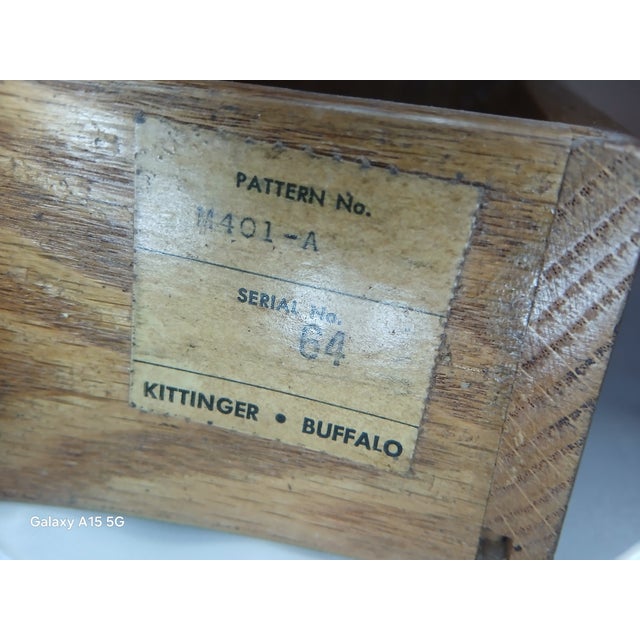 PATTERN No.
M401-A
SERIAL No.
64
KITTINGER • BUFFALO
Galaxy A15 5G